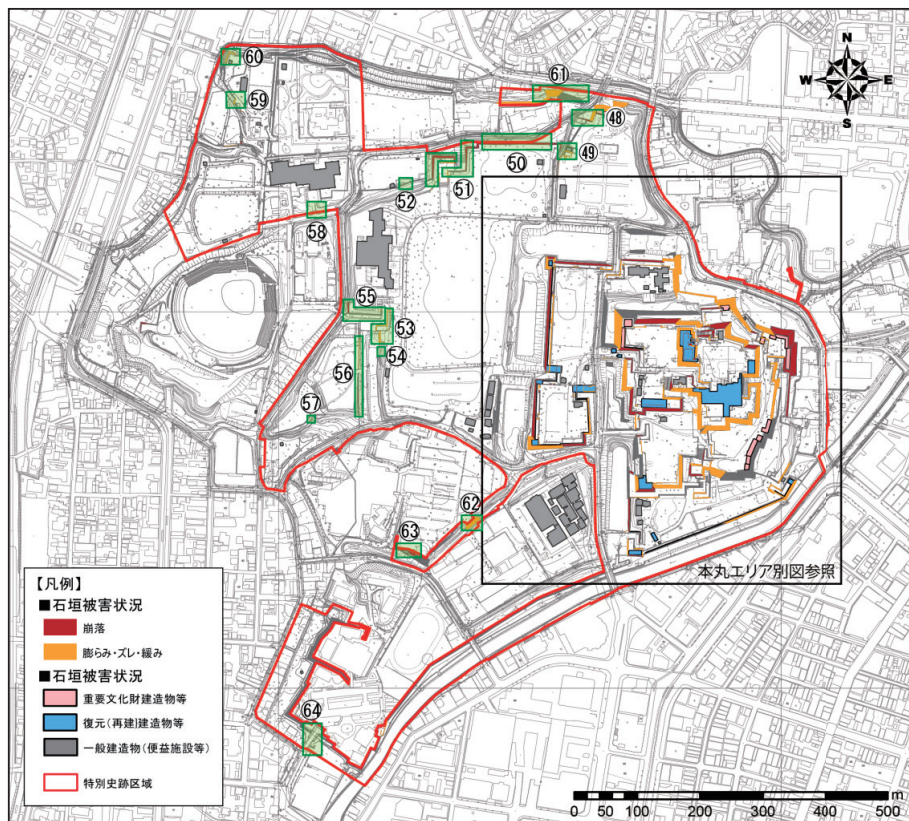 N
W E
S
60
61
59
48
50
49
51
52
58
55
53
54
56
57
62
63
64
本丸エリア別図参照
【凡例】
■石垣被害状況
崩落
膨らみ・ズレ・緩み
■石垣被害状況
重要文化財建造物等
復元(再建)建造物等
一般建造物(便益施設等)
特別史跡区域
0 50 100 200 300 400 500 m